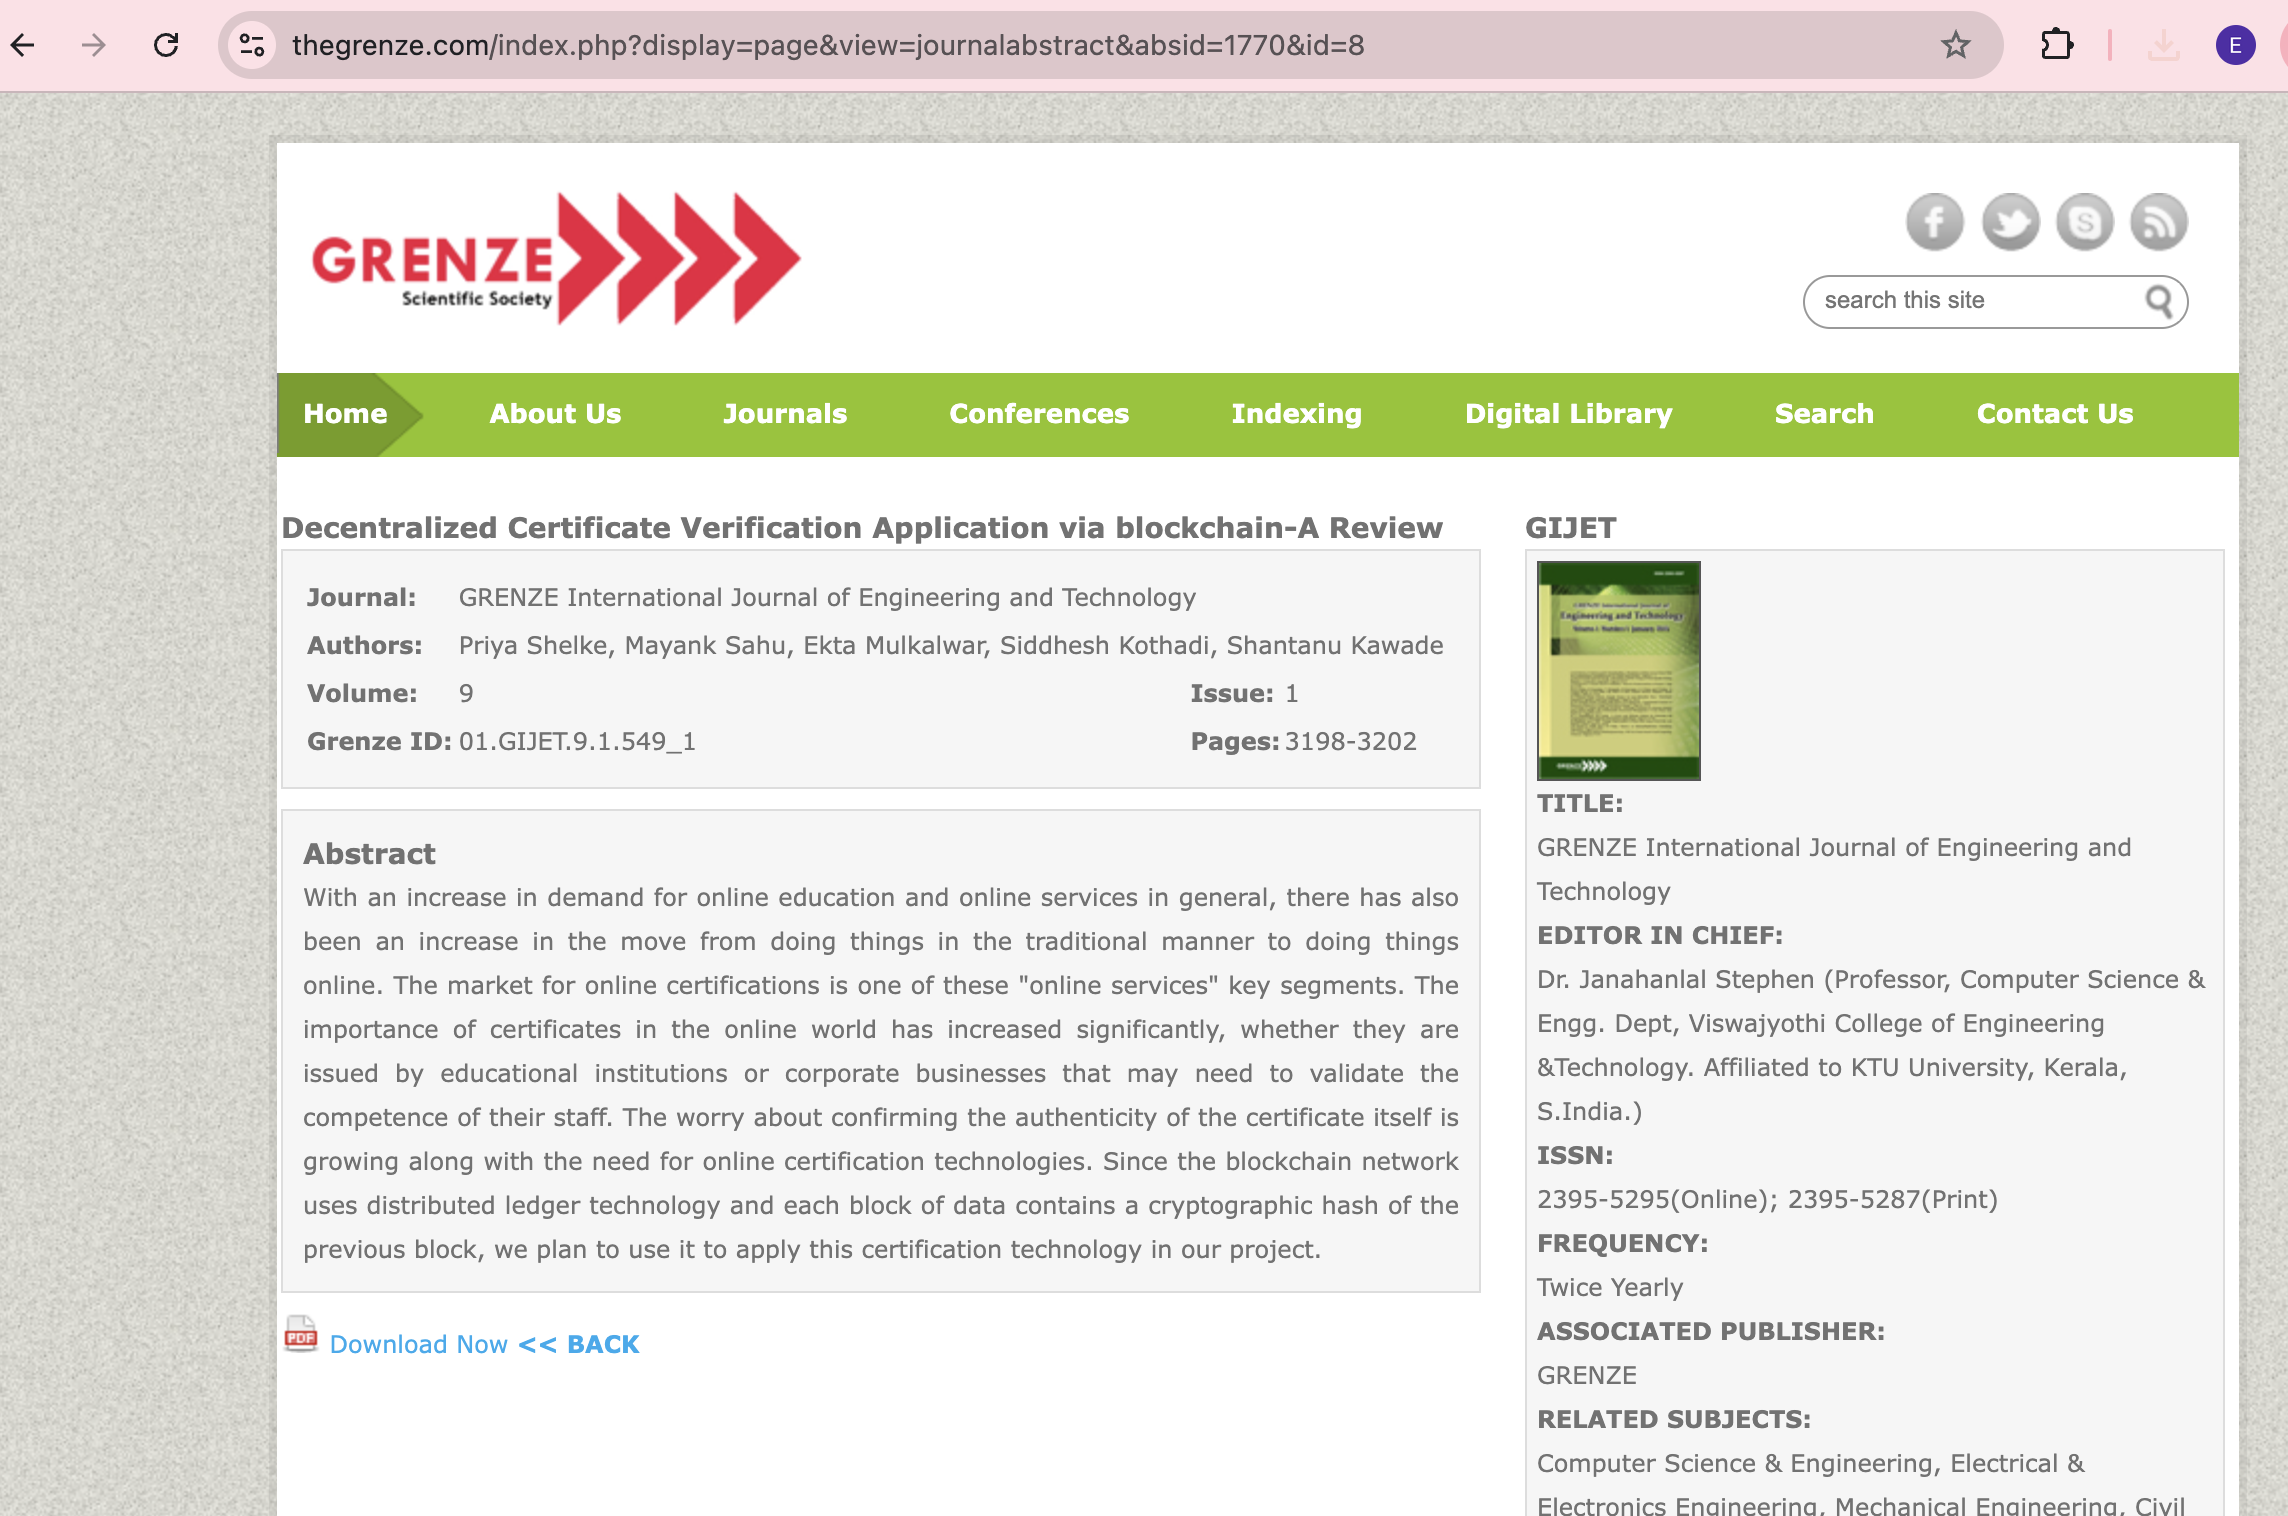 thegrenze.com/index.php?display=page&view=journalabstract&absid=1770&id=8
E
GRENZE
Scientific Society
search this site
Home
About Us
Journals
Conferences
Indexing
Digital Library
Search
Contact Us
Decentralized Certificate Verification Application via blockchain-A Review
Journal: GRENZE International Journal of Engineering and Technology
Authors: Priya Shelke, Mayank Sahu, Ekta Mulkalwar, Siddhesh Kothadi, Shantanu Kawade
Volume: 9 Issue: 1
Grenze ID: 01.GIJET.9.1.549_1 Pages: 3198-3202
Abstract
With an increase in demand for online education and online services in general, there has also
been an increase in the move from doing things in the traditional manner to doing things
online. The market for online certifications is one of these "online services" key segments. The
importance of certificates in the online world has increased significantly, whether they are
issued by educational institutions or corporate businesses that may need to validate the
competence of their staff. The worry about confirming the authenticity of the certificate itself is
growing along with the need for online certification technologies. Since the blockchain network
uses distributed ledger technology and each block of data contains a cryptographic hash of the
previous block, we plan to use it to apply this certification technology in our project.
PDF
Download Now << BACK
GIJET
GRENZE International Journal of
Engineering and Technology
GRENZE
TITLE:
GRENZE International Journal of Engineering and
Technology
EDITOR IN CHIEF:
Dr. Janahanlal Stephen (Professor, Computer Science &
Engg. Dept, Viswajyothi College of Engineering
&Technology. Affiliated to KTU University, Kerala,
S.India.)
ISSN:
2395-5295(Online); 2395-5287(Print)
FREQUENCY:
Twice Yearly
ASSOCIATED PUBLISHER:
GRENZE
RELATED SUBJECTS:
Computer Science & Engineering, Electrical &
Electronics Engineering, Mechanical Engineering, Civil